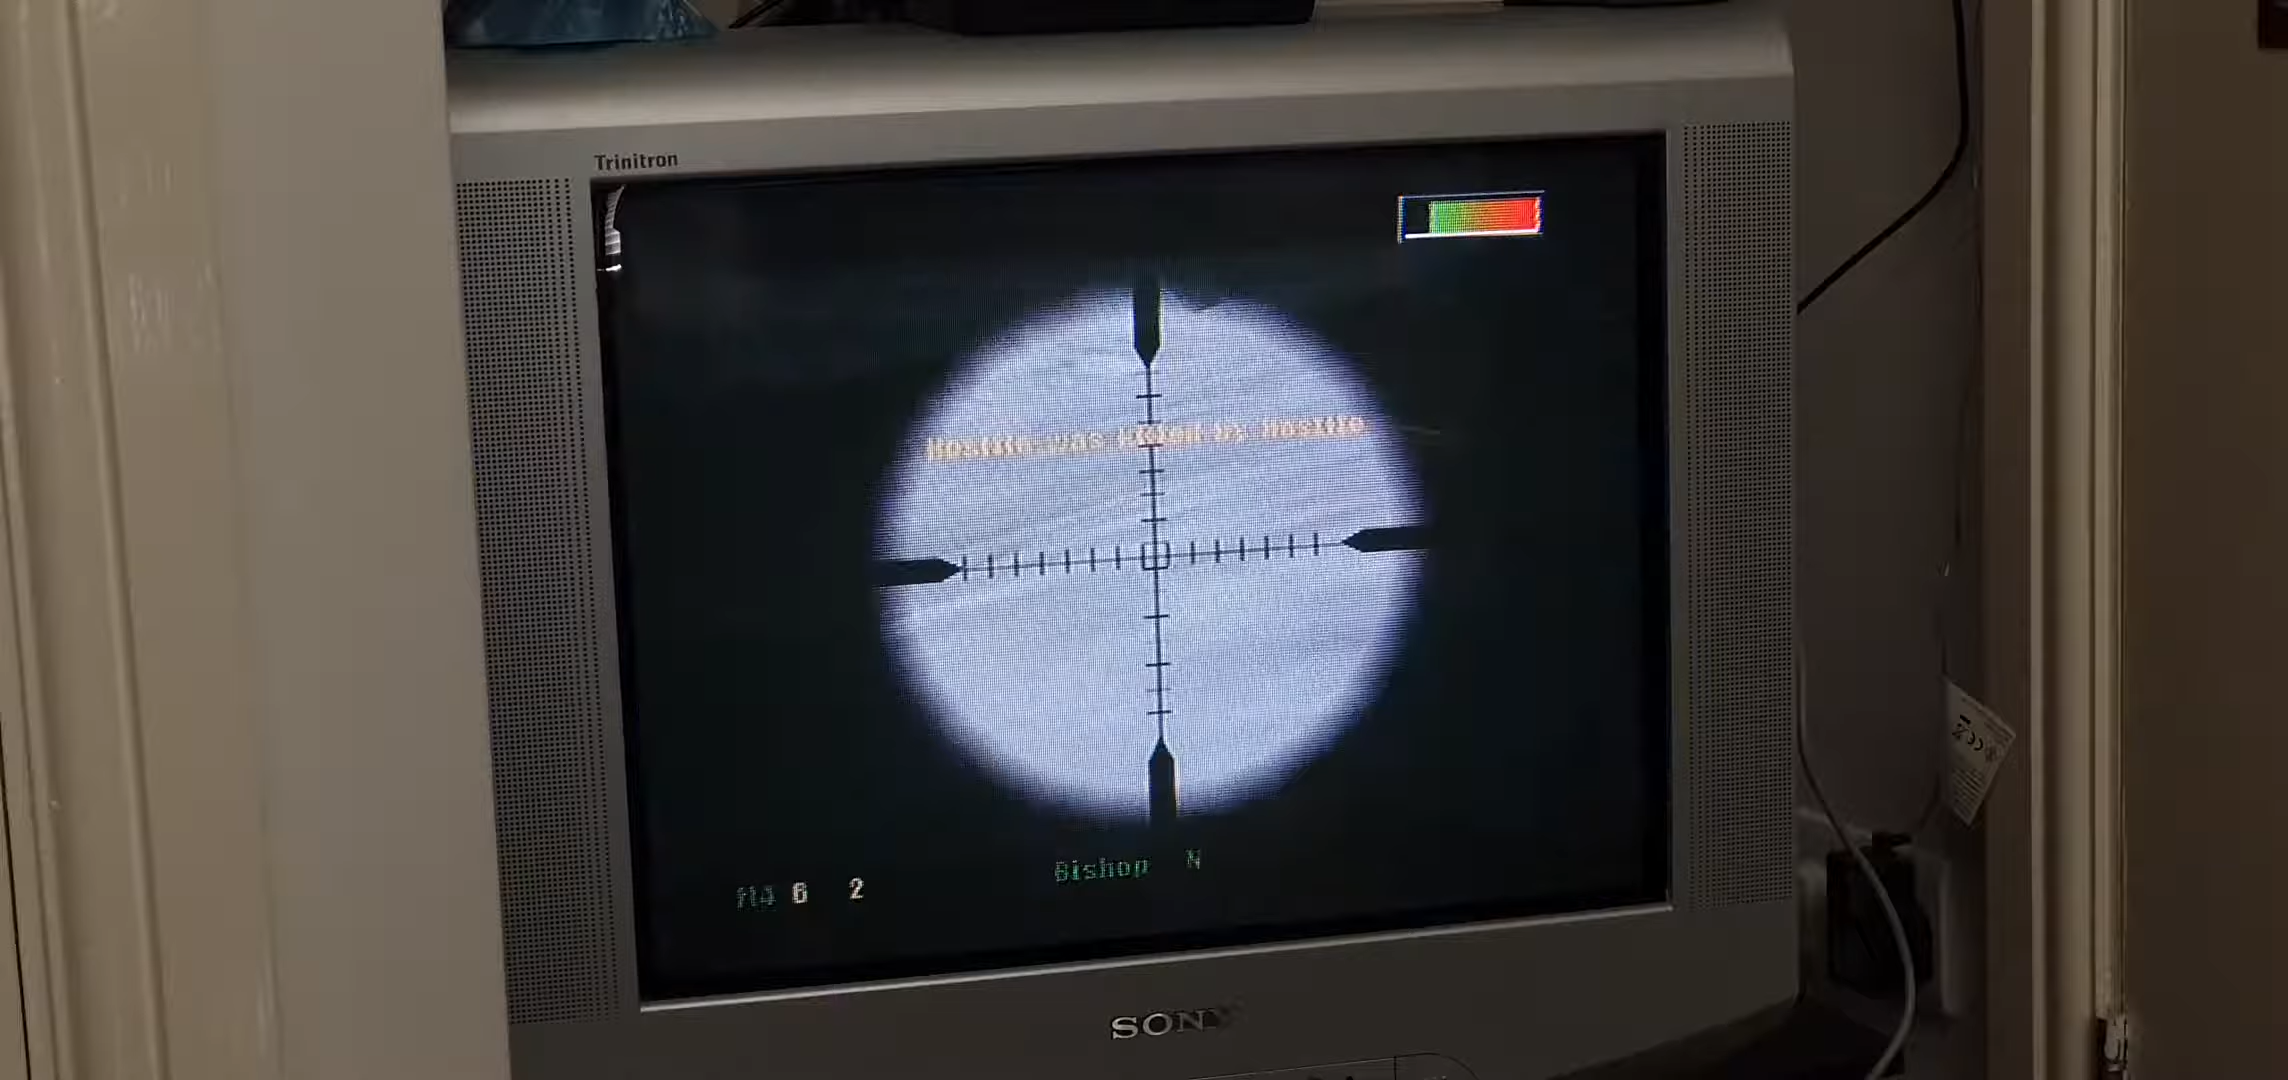 Trinitron
Hostile was killed by Hostile
Bishop N
M4 6 2
SONY